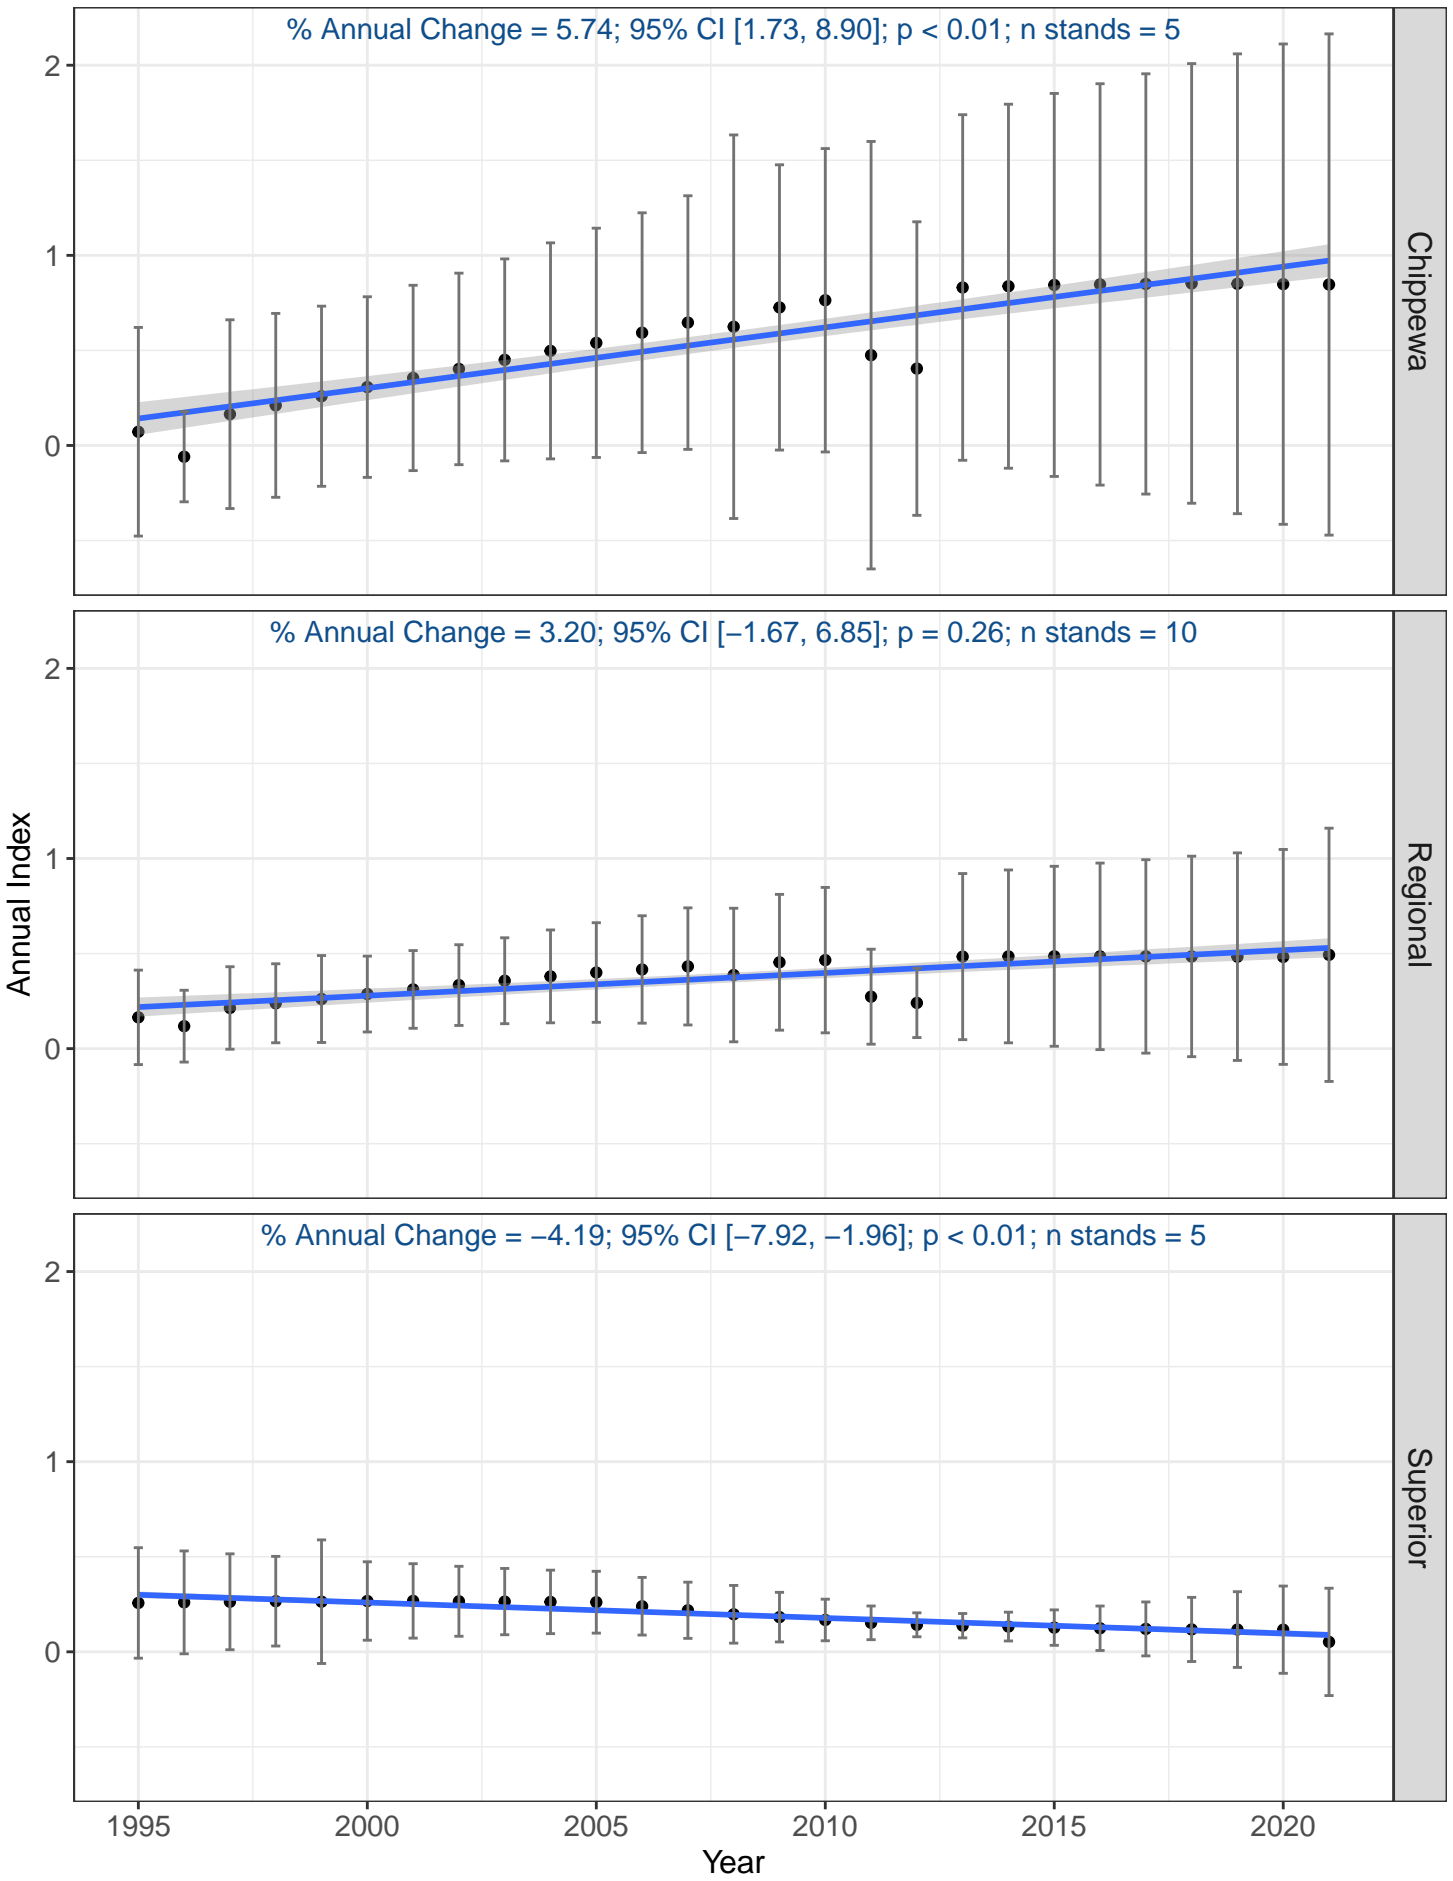 % Annual Change = 5.74; 95% CI [1.73, 8.90]; p < 0.01; n stands = 5
2
1
0
Chippewa
% Annual Change = 3.20; 95% CI [−1.67, 6.85]; p = 0.26; n stands = 10
2
1
0
Regional
Annual Index
% Annual Change = −4.19; 95% CI [−7.92, −1.96]; p < 0.01; n stands = 5
2
1
0
Superior
1995 2000 2005 2010 2015 2020
Year